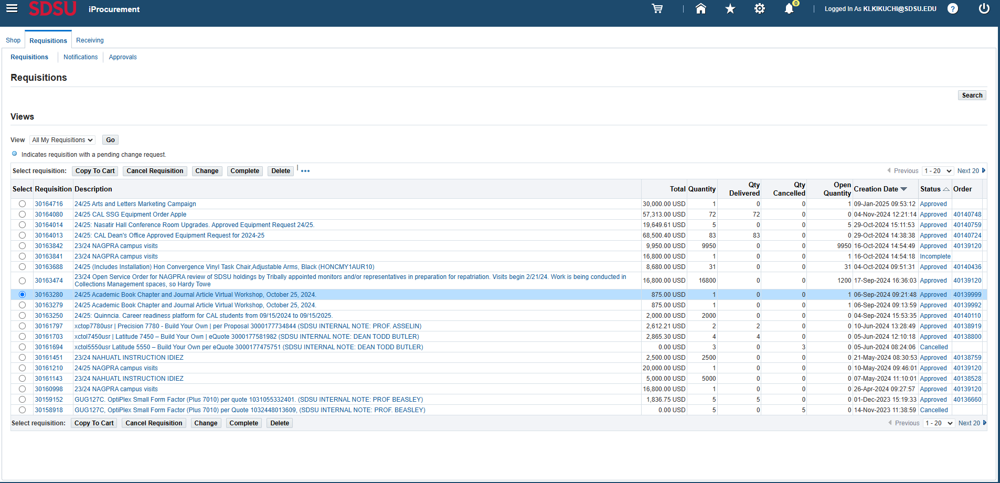 SDSU iProcurement 0 Logged In As KLKIKUCHI@SDSU.EDU ?
Shop Requisitions Receiving
Requisitions Notifications Approvals
Requisitions
Search
Views
View All My Requisitions Go
Indicates requisition with a pending change request.
Select requisition: Copy To Cart Cancel Requisition Change Complete Delete | ••• Previous 1 - 20 Next 20
Select Requisition Description Total Quantity Qty Delivered Qty Cancelled Open Quantity Creation Date Status Order
30164716 24/25 Arts and Letters Marketing Campaign 30,000.00 USD 1 0 0 1 09-Jan-2025 09:53:12 Approved
30164080 24/25 CAL SSG Equipment Order Apple 57,313.00 USD 72 72 0 0 04-Nov-2024 12:21:14 Approved 40140748
30164014 24/25: Nasatir Hall Conference Room Upgrades. Approved Equipment Request 24/25. 19,649.61 USD 5 0 0 5 29-Oct-2024 15:11:53 Approved 40140759
30164013 24/25: CAL Dean's Office Approved Equipment Request for 2024-25 68,500.40 USD 83 83 0 0 29-Oct-2024 14:38:38 Approved 40140724
30163842 23/24 NAGPRA campus visits 9,950.00 USD 9950 0 0 9950 16-Oct-2024 14:54:49 Approved 40139120
30163841 23/24 NAGPRA campus visits 16,800.00 USD 1 0 0 1 16-Oct-2024 14:54:18 Incomplete
30163688 24/25 (Includes Installation) Hon Convergence Vinyl Task Chair,Adjustable Arms, Black (HONCMY1AUR10) 8,680.00 USD 31 0 0 31 04-Oct-2024 09:51:31 Approved 40140436
30163474 23/24 Open Service Order for NAGPRA review of SDSU holdings by Tribally appointed monitors and/or representatives in preparation for repatriation. Visits begin 2/21/24. Work is being conducted in
Collections Management spaces, so Hardy Towe 16,800.00 USD 16800 0 0 1200 17-Sep-2024 16:36:03 Approved 40139120
30163280 24/25 Academic Book Chapter and Journal Article Virtual Workshop, October 25, 2024. 875.00 USD 1 0 0 1 06-Sep-2024 09:21:48 Approved 40139999
30163279 24/25 Academic Book Chapter and Journal Article Virtual Workshop, October 25, 2024. 875.00 USD 1 0 0 1 06-Sep-2024 09:13:59 Approved 40139992
30163250 24/25: Quinncia. Career readiness platform for CAL students from 09/15/2024 to 09/15/2025. 2,000.00 USD 2000 0 0 0 04-Sep-2024 15:53:35 Approved 40140110
30161797 xctop7780usr | Precision 7780 - Build Your Own | per Proposal 3000177734844 (SDSU INTERNAL NOTE: PROF. ASSELIN) 2,612.21 USD 2 2 0 0 10-Jun-2024 13:28:49 Approved 40138919
30161703 xctol7450usr | Latitude 7450 – Build Your Own | eQuote 3000177581982 (SDSU INTERNAL NOTE: DEAN TODD BUTLER) 2,865.30 USD 4 4 0 0 05-Jun-2024 12:10:18 Approved 40138800
30161694 xctol5550usr Latitude 5550 – Build Your Own per eQuote 3000177475751 (SDSU INTERNAL NOTE: DEAN TODD BUTLER) 0.00 USD 3 0 3 0 05-Jun-2024 08:24:06 Cancelled
30161451 23/24 NAHUATL INSTRUCTION IDIEZ 2,500.00 USD 2500 0 0 0 21-May-2024 08:30:53 Approved 40138759
30161210 24/25 NAGPRA campus visits 20,000.00 USD 1 0 0 0 10-May-2024 09:46:01 Approved 40139120
30161143 23/24 NAHUATL INSTRUCTION IDIEZ 5,000.00 USD 5000 0 0 0 07-May-2024 11:10:01 Approved 40138528
30160998 23/24 NAGPRA campus visits 16,800.00 USD 1 0 0 0 26-Apr-2024 09:27:57 Approved 40139120
30159152 GUG127C. OptiPlex Small Form Factor (Plus 7010) per quote 1031055332401. (SDSU INTERNAL NOTE: PROF BEASLEY) 1,836.75 USD 5 5 0 0 01-Dec-2023 15:19:33 Approved 40136660
30158918 GUG127C, OptiPlex Small Form Factor (Plus 7010) per Quote 1032448013609, (SDSU INTERNAL NOTE: PROF. BEASLEY) 0.00 USD 5 0 5 0 14-Nov-2023 11:38:59 Cancelled
Select requisition: Copy To Cart Cancel Requisition Change Complete Delete Previous 1 - 20 Next 20